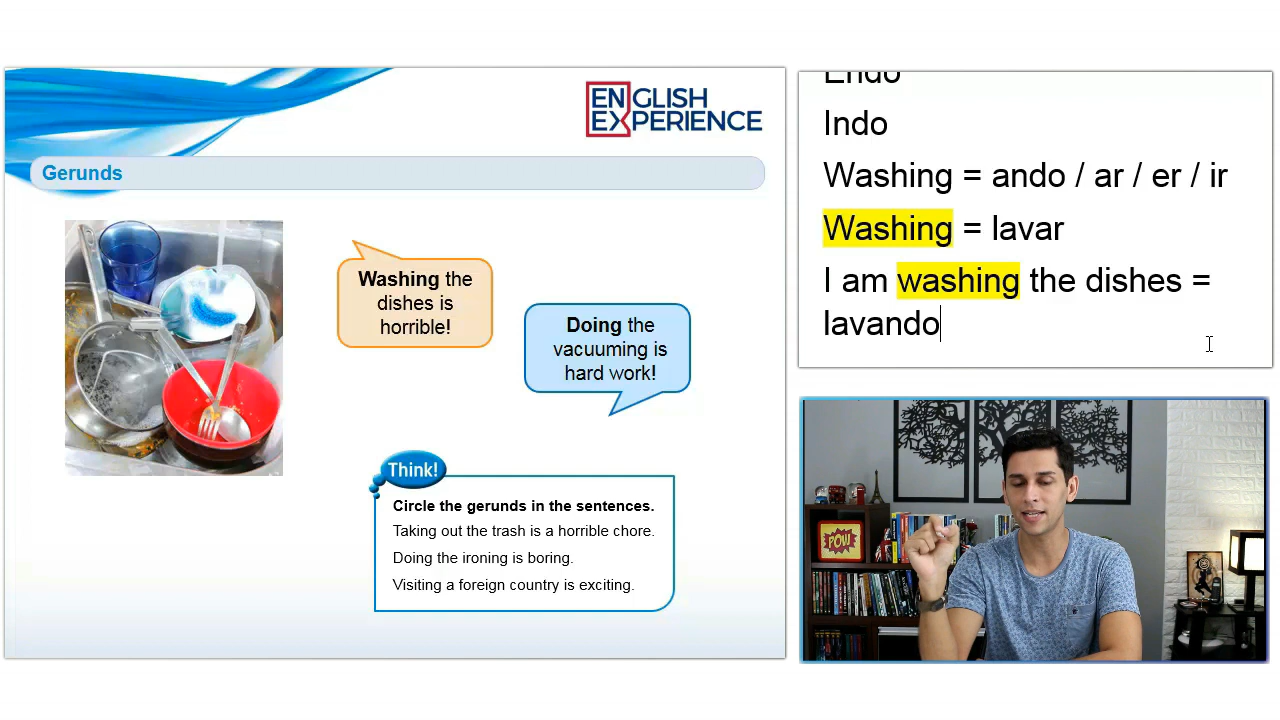 ENGLISH
EXPERIENCE
Gerunds
Washing the
dishes is
horrible!
Doing the
vacuuming is
hard work!
Think!
Circle the gerunds in the sentences.
Taking out the trash is a horrible chore.
Doing the ironing is boring.
Visiting a foreign country is exciting.
Endo
Indo
Washing = ando / ar / er / ir
Washing = lavar
I am washing the dishes =
lavando
POW!